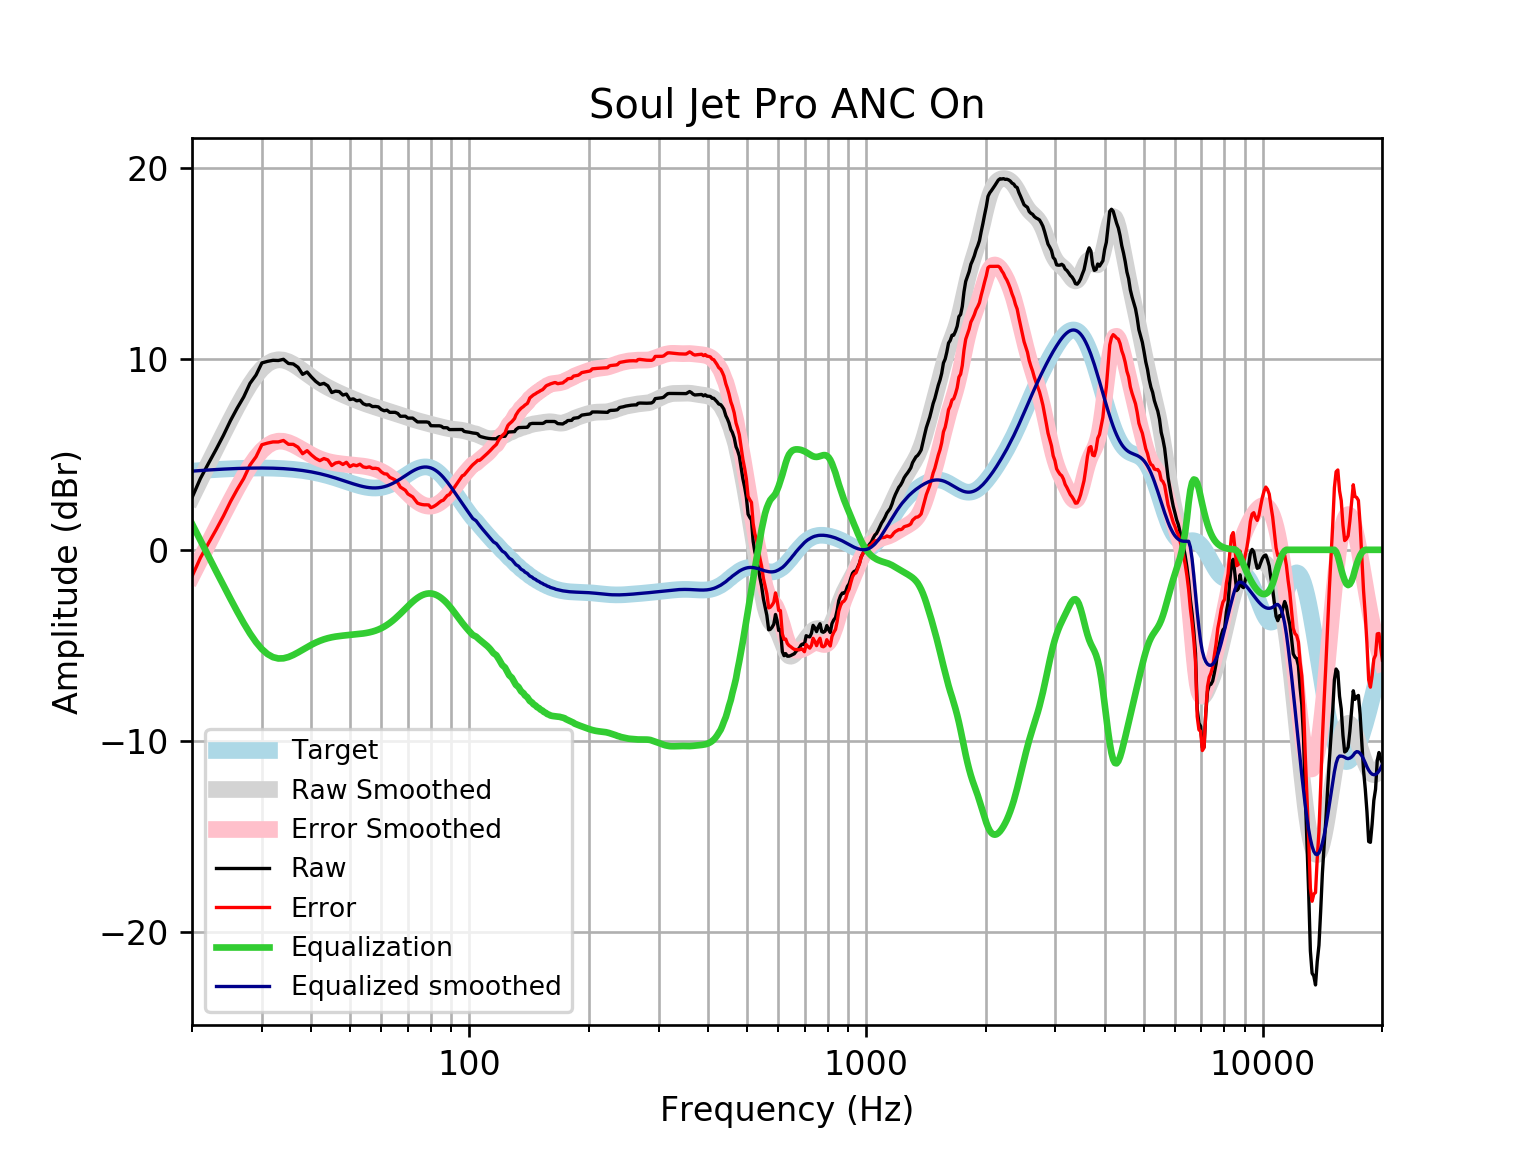 Soul Jet Pro ANC On
20
10
0
−10
−20
Amplitude (dBr)
Target
Raw Smoothed
Error Smoothed
Raw
Error
Equalization
Equalized smoothed
100
1000
10000
Frequency (Hz)